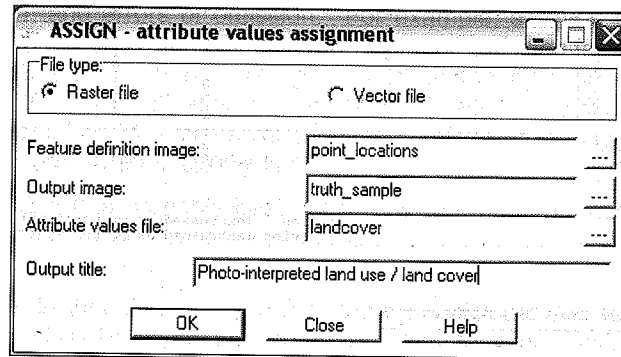 ASSIGN - attribute values assignment
File type:
Raster file Vector file
Feature definition image: point_locations ...
Output image: truth_sample ...
Attribute values file: landcover ...
Output title: Photo-interpreted land use / land cover
OK Close Help